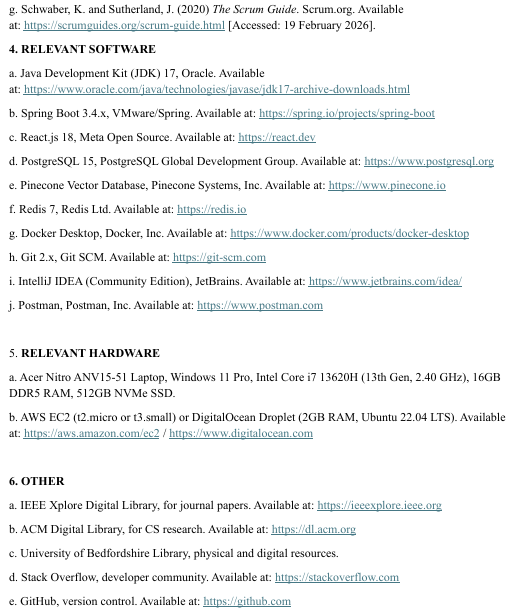 g. Schwaber, K. and Sutherland, J. (2020) The Scrum Guide. Scrum.org. Available
at: https://scrumguides.org/scrum-guide.html [Accessed: 19 February 2026].
4. RELEVANT SOFTWARE
a. Java Development Kit (JDK) 17, Oracle. Available
at: https://www.oracle.com/java/technologies/javase/jdk17-archive-downloads.html
b. Spring Boot 3.4.x, VMware/Spring. Available at: https://spring.io/projects/spring-boot
c. React.js 18, Meta Open Source. Available at: https://react.dev
d. PostgreSQL 15, PostgreSQL Global Development Group. Available at: https://www.postgresql.org
e. Pinecone Vector Database, Pinecone Systems, Inc. Available at: https://www.pinecone.io
f. Redis 7, Redis Ltd. Available at: https://redis.io
g. Docker Desktop, Docker, Inc. Available at: https://www.docker.com/products/docker-desktop
h. Git 2.x, Git SCM. Available at: https://git-scm.com
i. IntelliJ IDEA (Community Edition), JetBrains. Available at: https://www.jetbrains.com/idea/
j. Postman, Postman, Inc. Available at: https://www.postman.com
5. RELEVANT HARDWARE
a. Acer Nitro ANV15-51 Laptop, Windows 11 Pro, Intel Core i7 13620H (13th Gen, 2.40 GHz), 16GB
DDR5 RAM, 512GB NVMe SSD.
b. AWS EC2 (t2.micro or t3.small) or DigitalOcean Droplet (2GB RAM, Ubuntu 22.04 LTS). Available
at: https://aws.amazon.com/ec2 / https://www.digitalocean.com
6. OTHER
a. IEEE Xplore Digital Library, for journal papers. Available at: https://ieeexplore.ieee.org
b. ACM Digital Library, for CS research. Available at: https://dl.acm.org
c. University of Bedfordshire Library, physical and digital resources.
d. Stack Overflow, developer community. Available at: https://stackoverflow.com
e. GitHub, version control. Available at: https://github.com